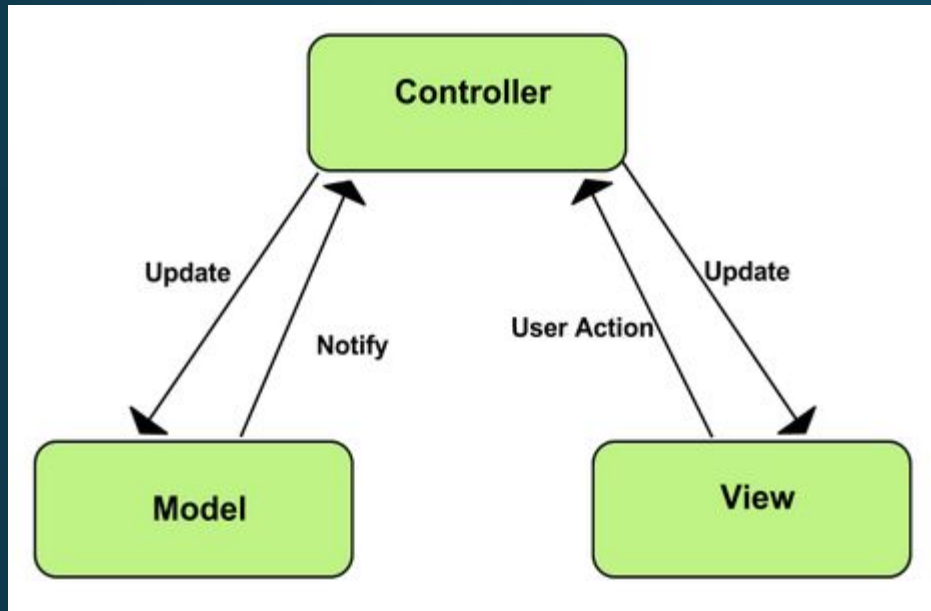 Controller
Update
Update
User Action
Notify
Model
View